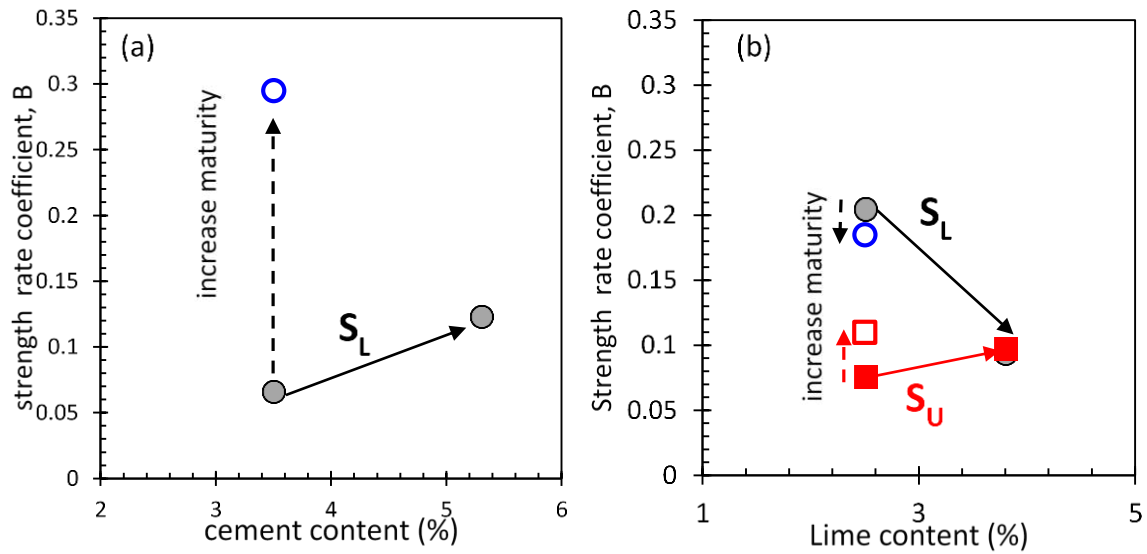 (a)
strength rate coefficient, B
0.35
0.3
0.25
0.2
0.15
0.1
0.05
0
increase maturity
SL
2
3
4
5
6
cement content (%)
(b)
Strength rate coefficient, B
0.35
0.3
0.25
0.2
0.15
0.1
0.05
0
increase maturity
SL
SU
1
3
5
Lime content (%)